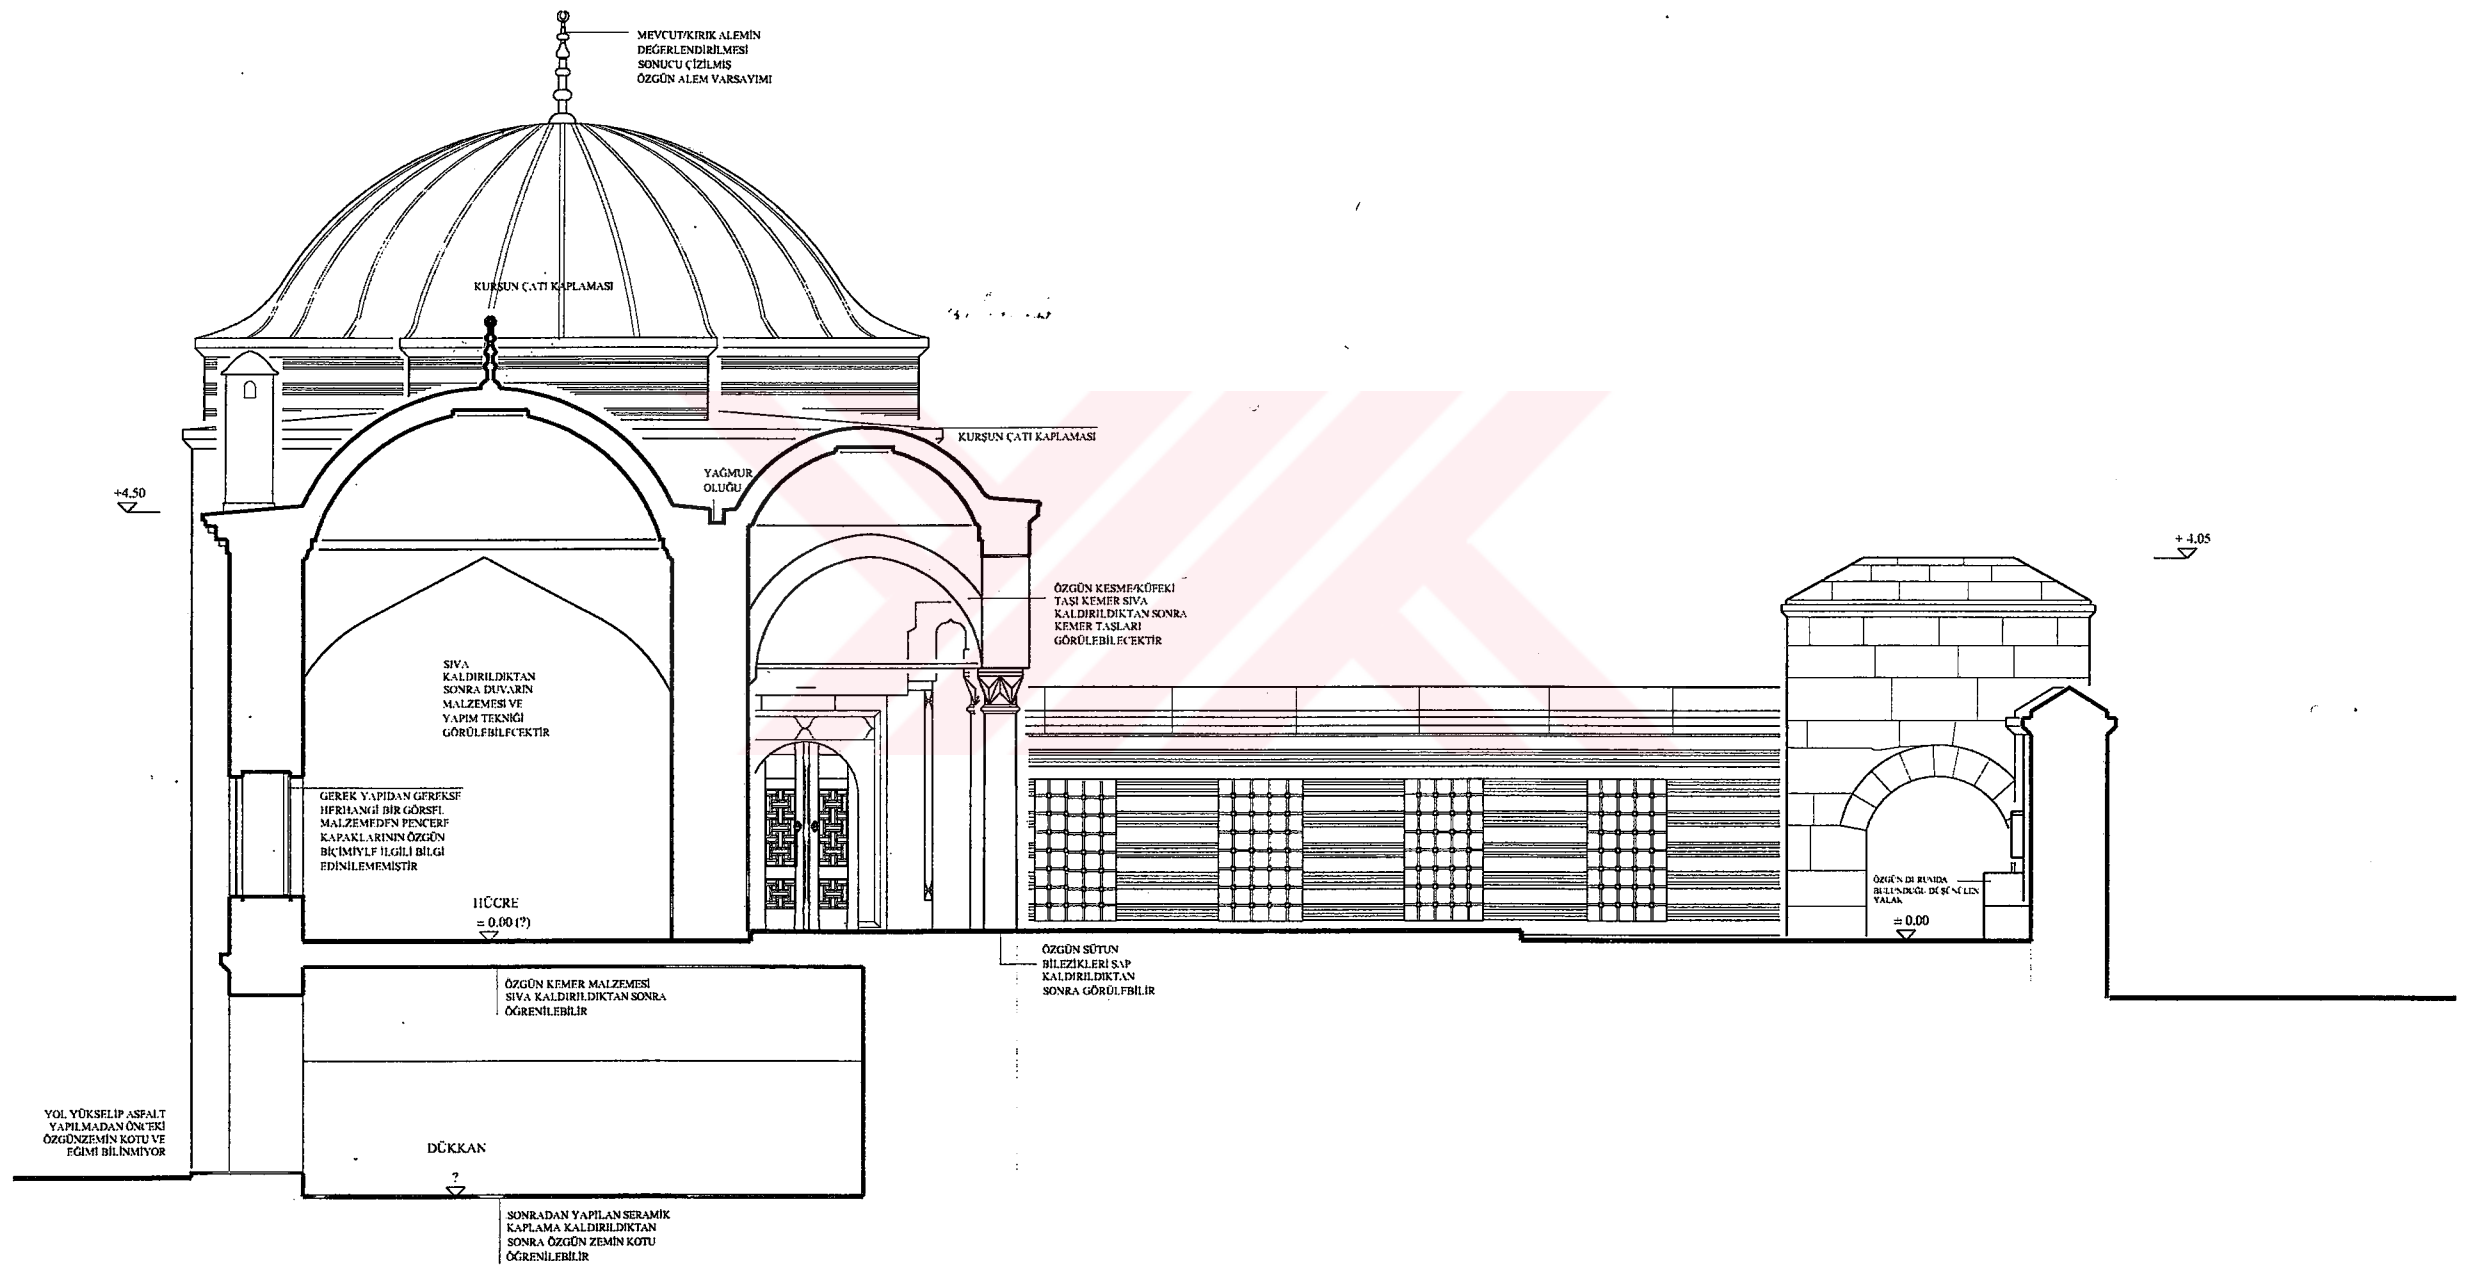 MEVCUT/KIRIK ALEMİN
DEĞERLENDİRİLMESİ
SONUCU ÇİZİLMİŞ
ÖZGÜN ALEM VARSAYIMI
KURŞUN ÇATI KAPLAMASI
KURŞUN ÇATI KAPLAMASI
YAĞMUR
OLUĞU
+4.50
+ 4.05
ÖZGÜN KESME/KÜFEKİ
TAŞI KEMER SIVA
KALDIRILDIKTAN SONRA
KEMER TAŞLARI
GÖRÜLEBİLECEKTİR
SIVA
KALDIRILDIKTAN
SONRA DUVARIN
MALZEMESİ VE
YAPIM TEKNİĞİ
GÖRÜLEBİLECEKTİR
GEREK YAPIDAN GEREKSE
HERHANGİ BİR GÖRSEL
MALZEMEDEN PENCERE
KAPAKLARININ ÖZGÜN
BİÇİMİYLE İLGİLİ BİLGİ
EDİNİLEMEMİŞTİR
HÜCRE
= 0.00 (?)
ÖZGÜN DURUMDA
BULUNDUĞU DÜŞÜNÜLEN
YALAK
= 0.00
ÖZGÜN SÜTUN
BİLEZİKLERİ ŞAP
KALDIRILDIKTAN
SONRA GÖRÜLEBİLİR
ÖZGÜN KEMER MALZEMESİ
SIVA KALDIRILDIKTAN SONRA
ÖĞRENİLEBİLİR
YOL YÜKSELİP ASFALT
YAPILMADAN ÖNCEKİ
ÖZGÜNZEMİN KOTU VE
EĞİMİ BİLİNMİYOR
DÜKKAN
?
SONRADAN YAPILAN SERAMİK
KAPLAMA KALDIRILDIKTAN
SONRA ÖZGÜN ZEMİN KOTU
ÖĞRENİLEBİLİR